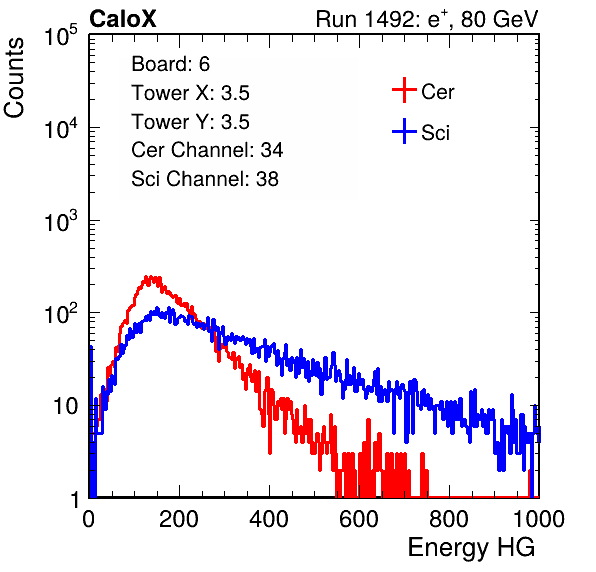 CaloX Run 1492: e⁺, 80 GeV
Counts
Board: 6
Tower X: 3.5
Tower Y: 3.5
Cer Channel: 34
Sci Channel: 38
Cer
Sci
10⁵
10⁴
10³
10²
10
1
0 200 400 600 800 1000
Energy HG